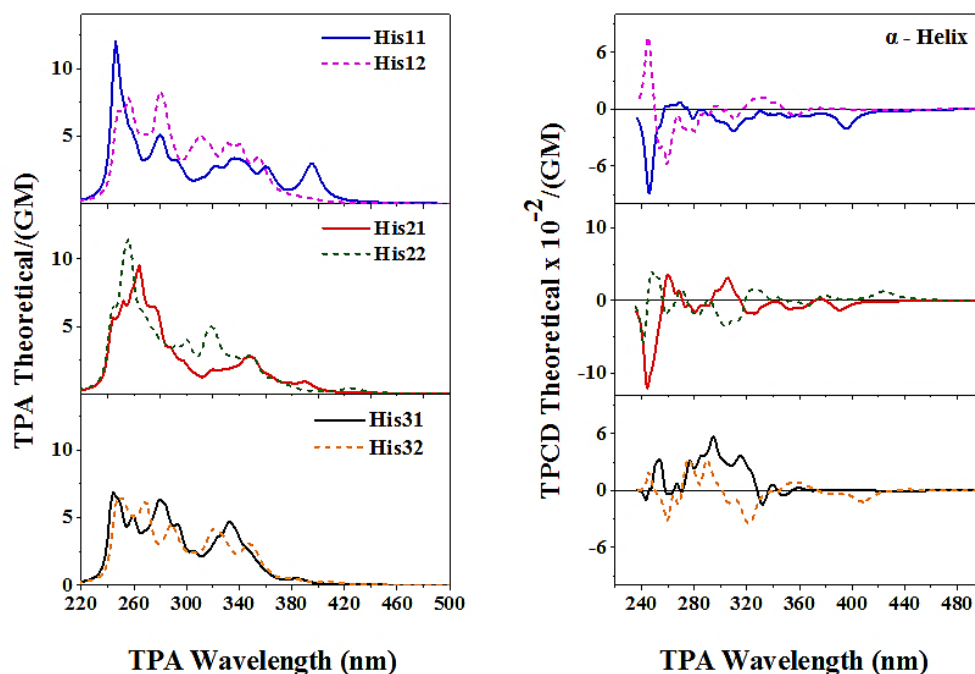 His11
His12
10
5
His21
His22
10
5
His31
His32
10
5
0
220 260 300 340 380 420 460 500
TPA Wavelength (nm)
TPA Theoretical/(GM)
α - Helix
6
0
-6
10
0
-10
6
0
-6
240 280 320 360 400 440 480
TPA Wavelength (nm)
TPCD Theoretical x 10⁻²/(GM)